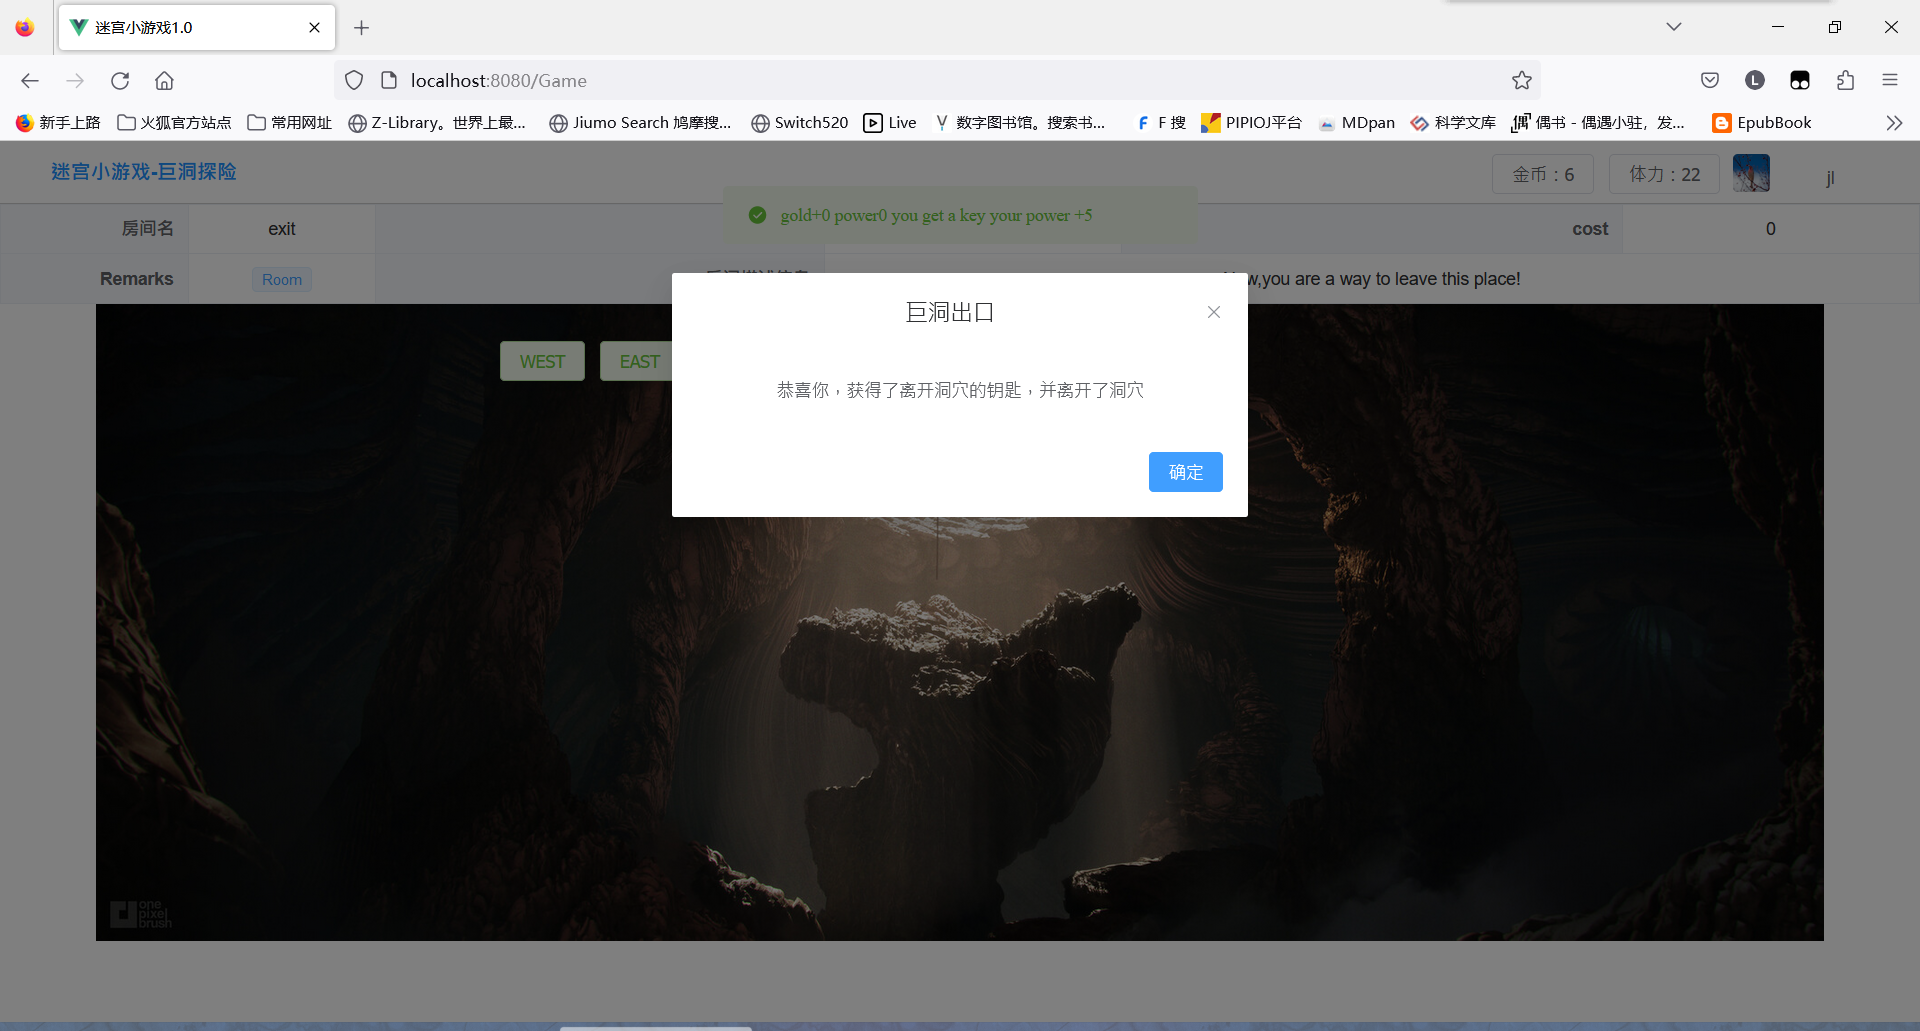 迷宫小游戏1.0
localhost:8080/Game
新手上路 火狐官方站点 常用网址 Z-Library。世界上最... Jiumo Search 鸠摩搜... Switch520 Live 数字图书馆。搜索书... F 搜 PIPIOJ平台 MDpan 科学文库 偶书 - 偶遇小驻，发... EpubBook
迷宫小游戏-巨洞探险 金币：6 体力：22 jl
gold+0 power0 you get a key your power +5
房间名 exit cost 0
Remarks Room you are a way to leave this place!
巨洞出口
WEST EAST
恭喜你，获得了离开洞穴的钥匙，并离开了洞穴
确定
one
pixel
brush